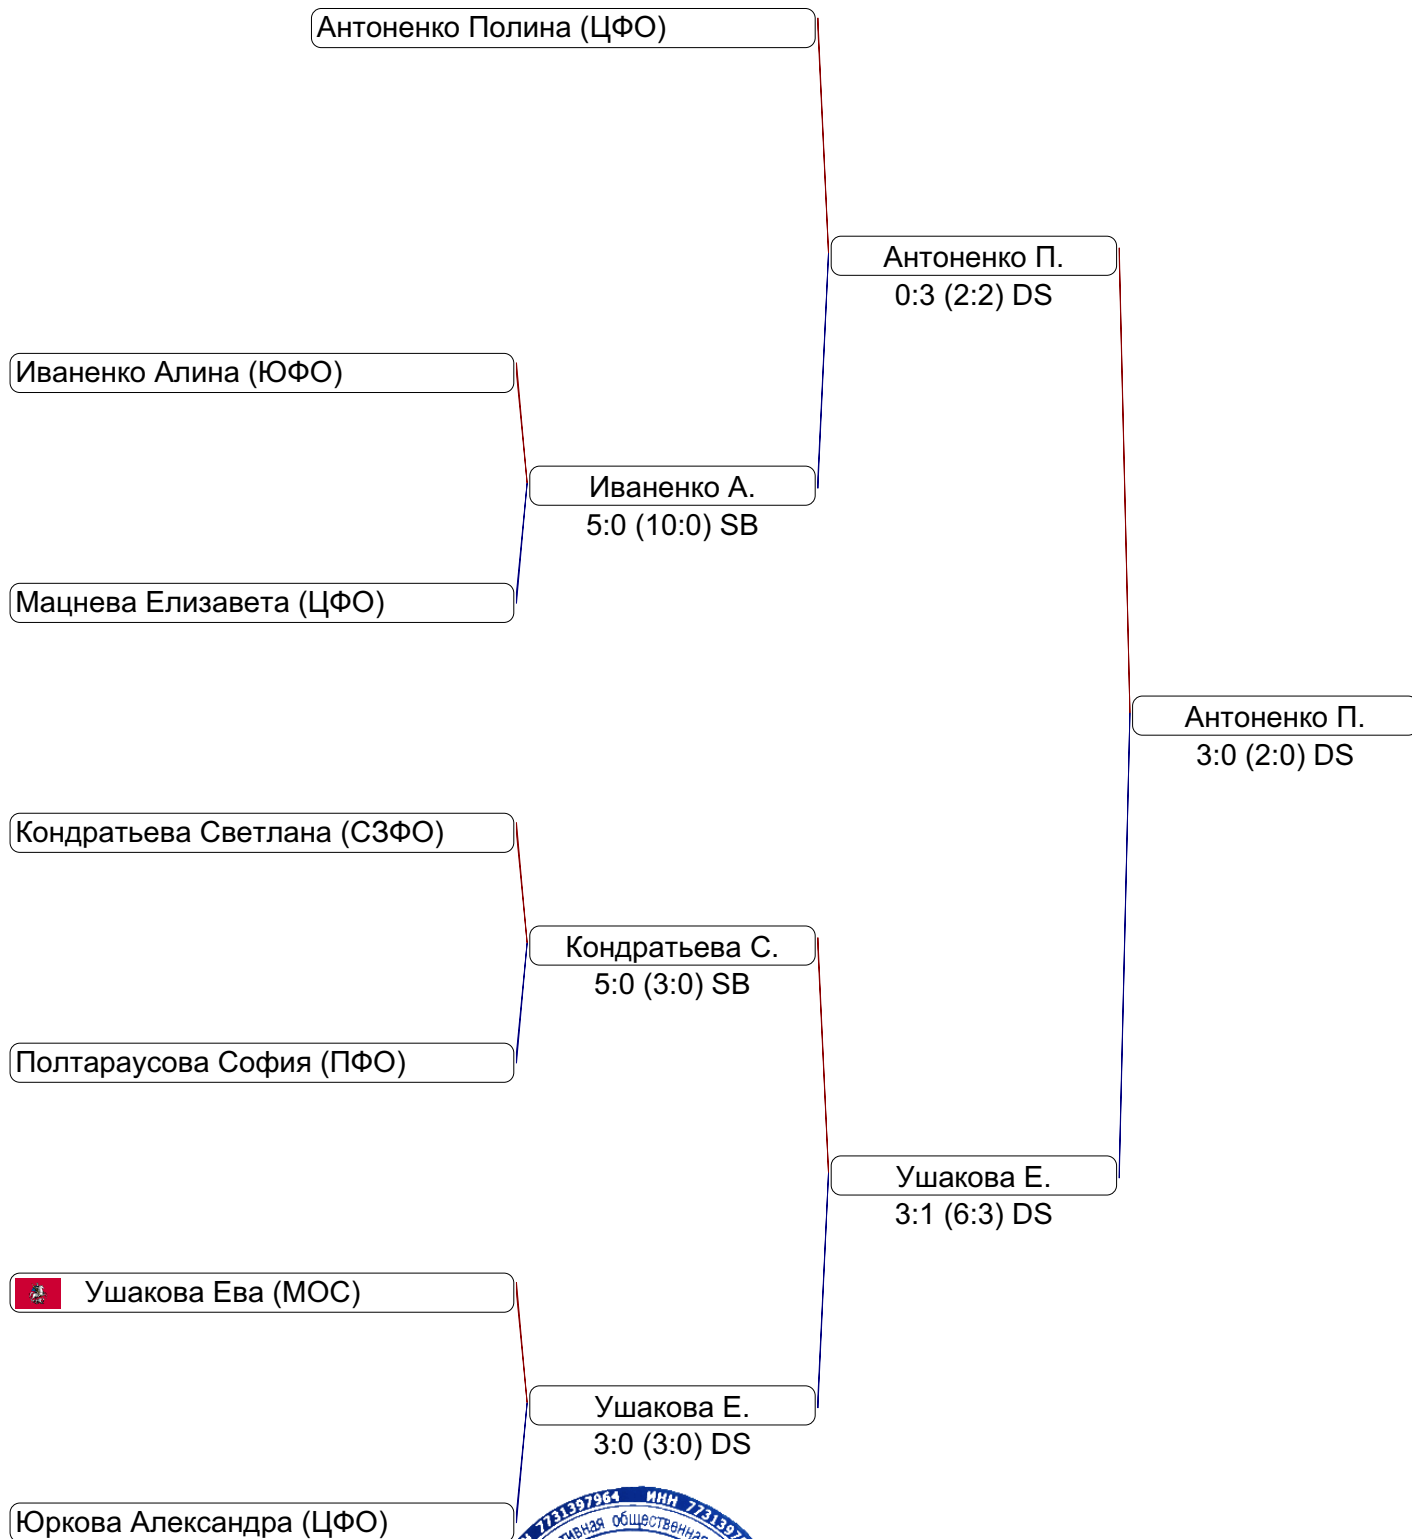 Антоненко Полина (ЦФО)
Антоненко П.
0:3 (2:2) DS
Иваненко Алина (ЮФО)
Иваненко А.
5:0 (10:0) SB
Мацнева Елизавета (ЦФО)
Антоненко П.
3:0 (2:0) DS
Кондратьева Светлана (СЗФО)
Кондратьева С.
5:0 (3:0) SB
Полтараусова София (ПФО)
Ушакова Е.
3:1 (6:3) DS
Ушакова Ева (МОС)
Ушакова Е.
3:0 (3:0) DS
Юркова Александра (ЦФО)
7731397964 ИНН
общественная